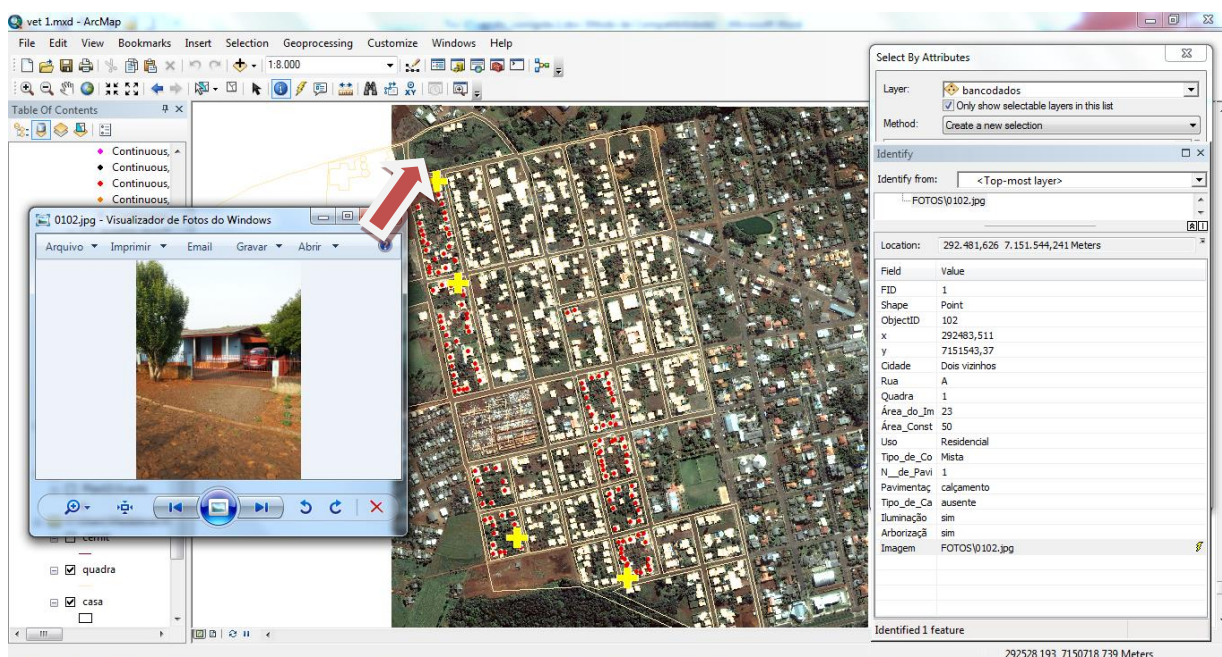 vet 1.mxd - ArcMap
File Edit View Bookmarks Insert Selection Geoprocessing Customize Windows Help
1:8.000
Table Of Contents
Continuous,
Continuous,
Continuous,
Continuous,
0102.jpg - Visualizador de Fotos do Windows
Arquivo Imprimir Email Gravar Abrir
quadra
casa
Select By Attributes
Layer: bancodados
Only show selectable layers in this list
Method: Create a new selection
Identify
Identify from: <Top-most layer>
FOTOS\0102.jpg
Location: 292.481,626 7.151.544,241 Meters
Field Value
FID 1
Shape Point
ObjectID 102
x 292483,511
y 7151543,37
Cidade Dois vizinhos
Rua A
Quadra 1
Área_do_Im 23
Área_Const 50
Uso Residencial
Tipo_de_Co Mista
N__de_Pavi 1
Pavimentaç calçamento
Tipo_de_Ca ausente
Iluminação sim
Arborizaçã sim
Imagem FOTOS\0102.jpg
Identified 1 feature
292528,193 7150718,739 Meters